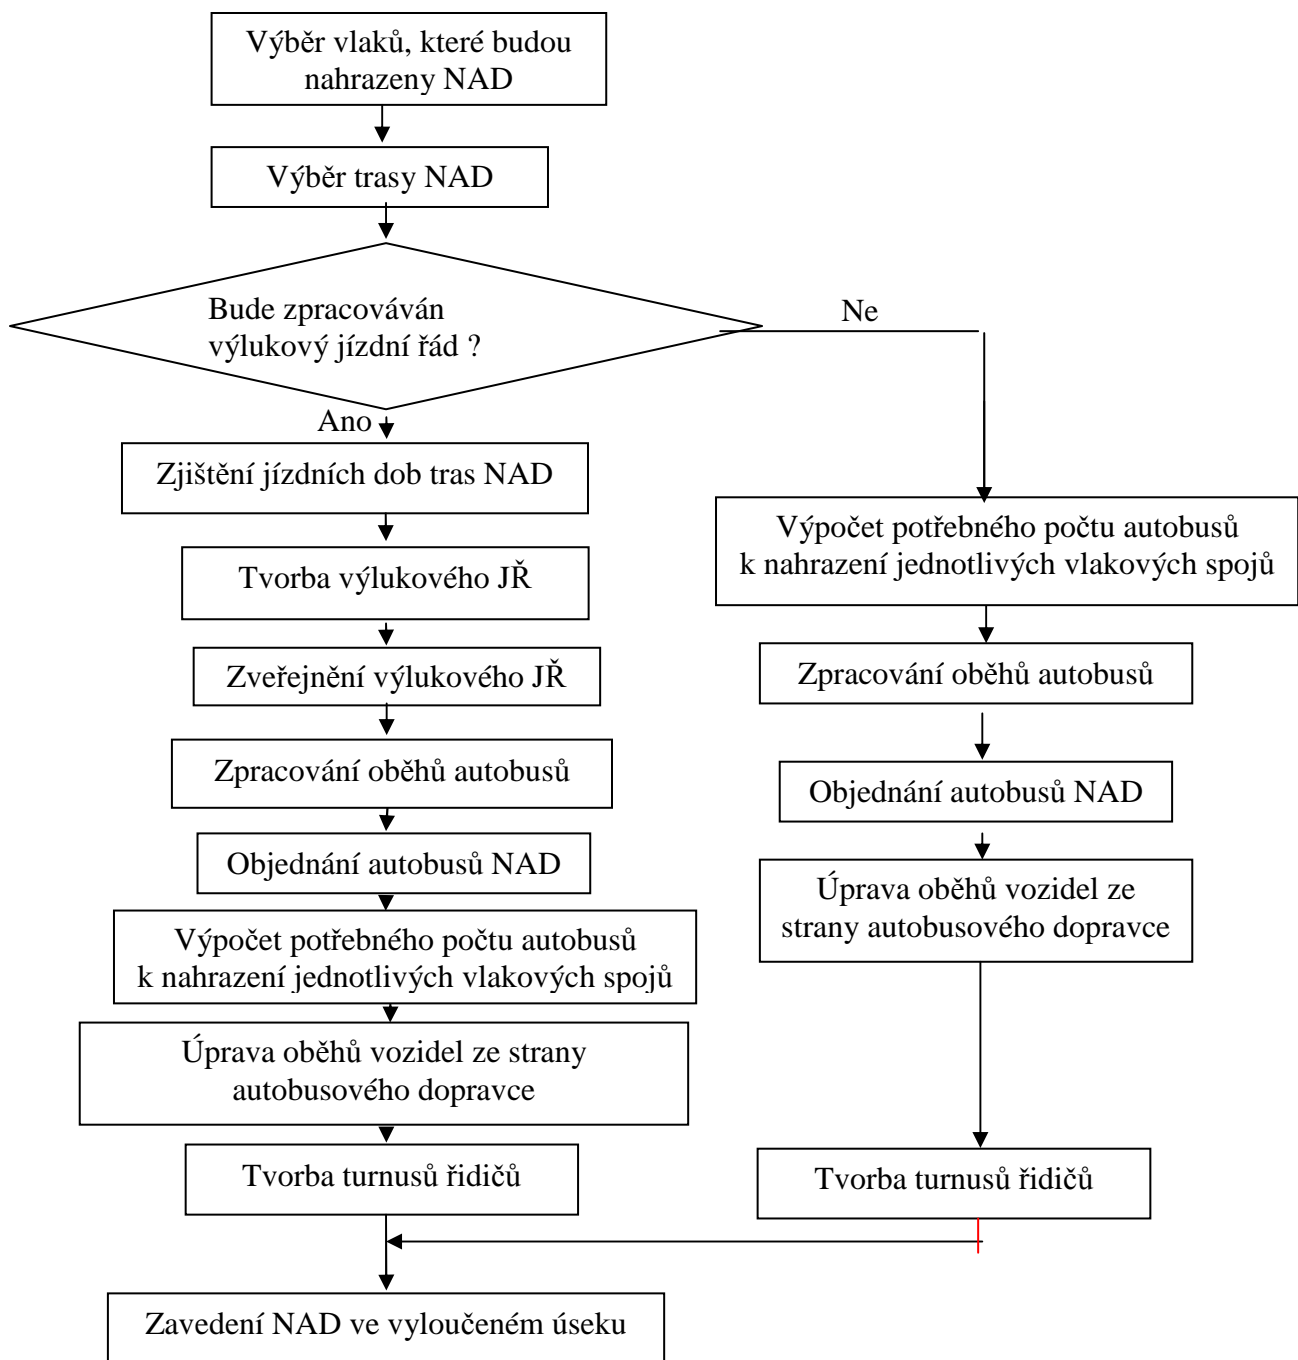 Výběr vlaků, které budou
nahrazeny NAD
Výběr trasy NAD
Bude zpracováván
výlukový jízdní řád ?
Ne
Ano
Zjištění jízdních dob tras NAD
Tvorba výlukového JŘ
Zveřejnění výlukového JŘ
Zpracování oběhů autobusů
Objednání autobusů NAD
Výpočet potřebného počtu autobusů
k nahrazení jednotlivých vlakových spojů
Úprava oběhů vozidel ze strany
autobusového dopravce
Tvorba turnusů řidičů
Výpočet potřebného počtu autobusů
k nahrazení jednotlivých vlakových spojů
Zpracování oběhů autobusů
Objednání autobusů NAD
Úprava oběhů vozidel ze
strany autobusového dopravce
Tvorba turnusů řidičů
Zavedení NAD ve vyloučeném úseku